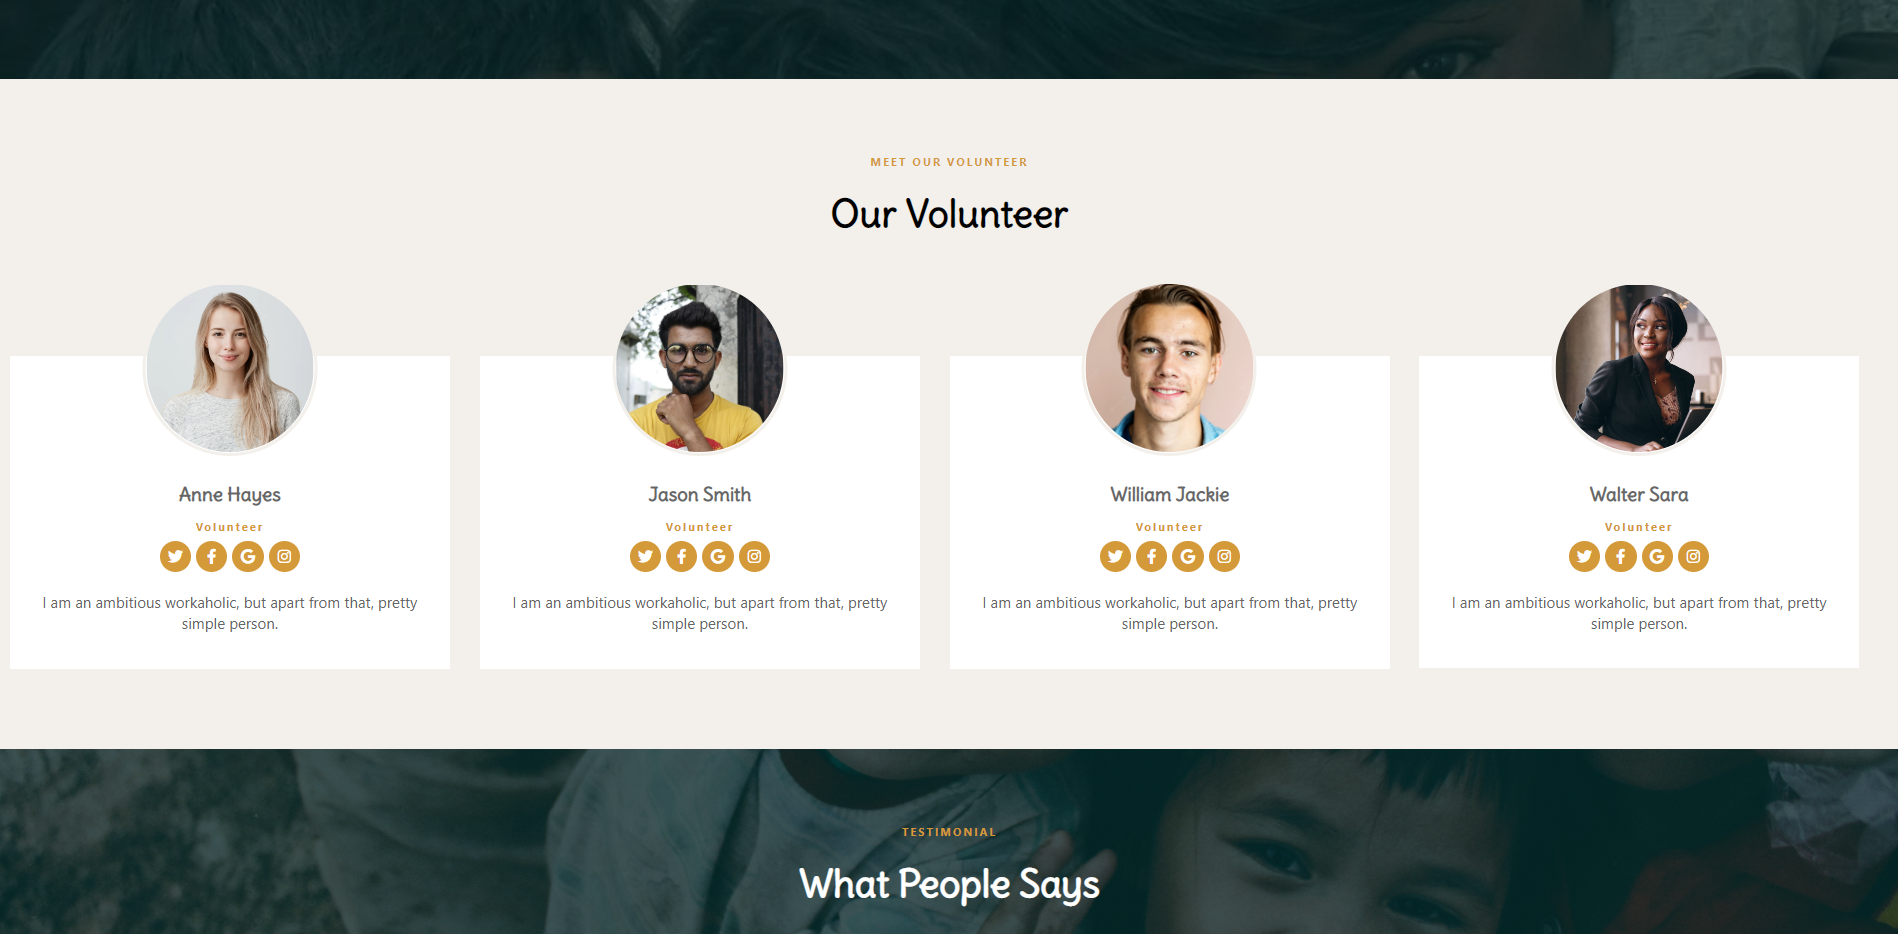 MEET OUR VOLUNTEER
Our Volunteer
Anne Hayes
Volunteer
I am an ambitious workaholic, but apart from that, pretty
simple person.
Jason Smith
Volunteer
I am an ambitious workaholic, but apart from that, pretty
simple person.
William Jackie
Volunteer
I am an ambitious workaholic, but apart from that, pretty
simple person.
Walter Sara
Volunteer
I am an ambitious workaholic, but apart from that, pretty
simple person.
TESTIMONIAL
What People Says